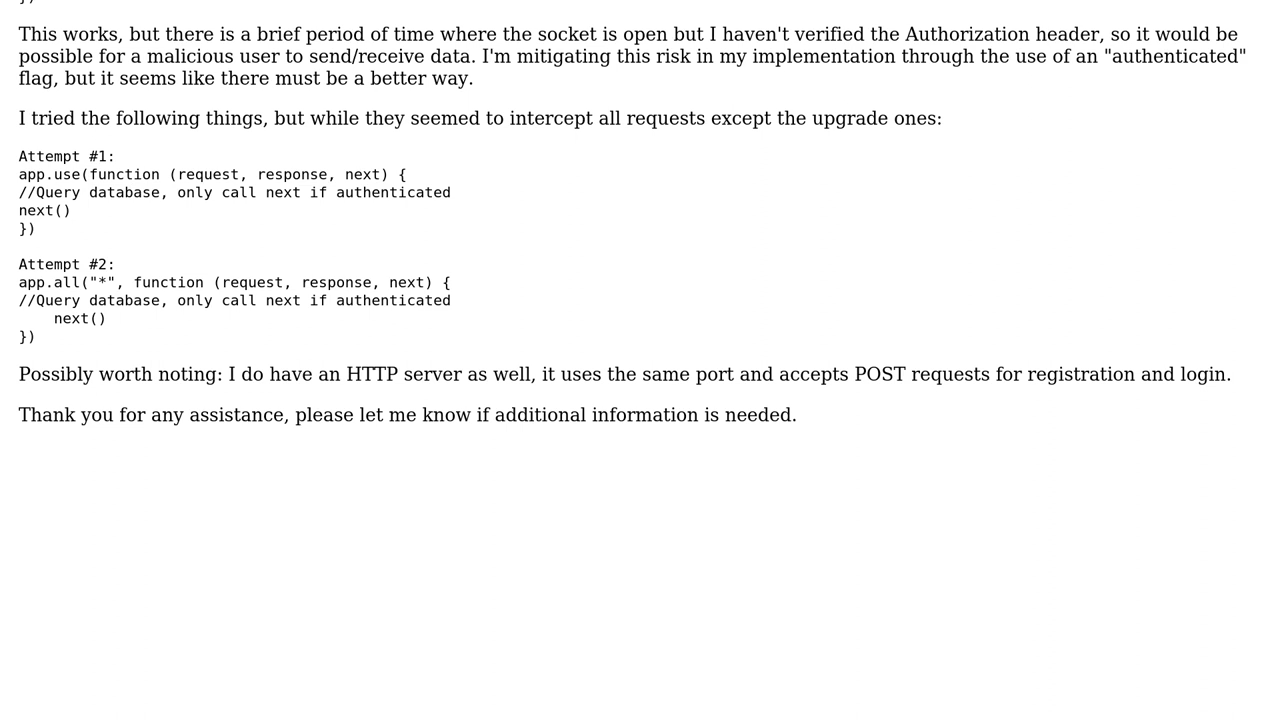 This works, but there is a brief period of time where the socket is open but I haven't verified the Authorization header, so it would be
possible for a malicious user to send/receive data. I'm mitigating this risk in my implementation through the use of an "authenticated"
flag, but it seems like there must be a better way.
I tried the following things, but while they seemed to intercept all requests except the upgrade ones:
Attempt #1:
app.use(function (request, response, next) {
//Query database, only call next if authenticated
next()
})
Attempt #2:
app.all("*", function (request, response, next) {
//Query database, only call next if authenticated
    next()
})
Possibly worth noting: I do have an HTTP server as well, it uses the same port and accepts POST requests for registration and login.
Thank you for any assistance, please let me know if additional information is needed.